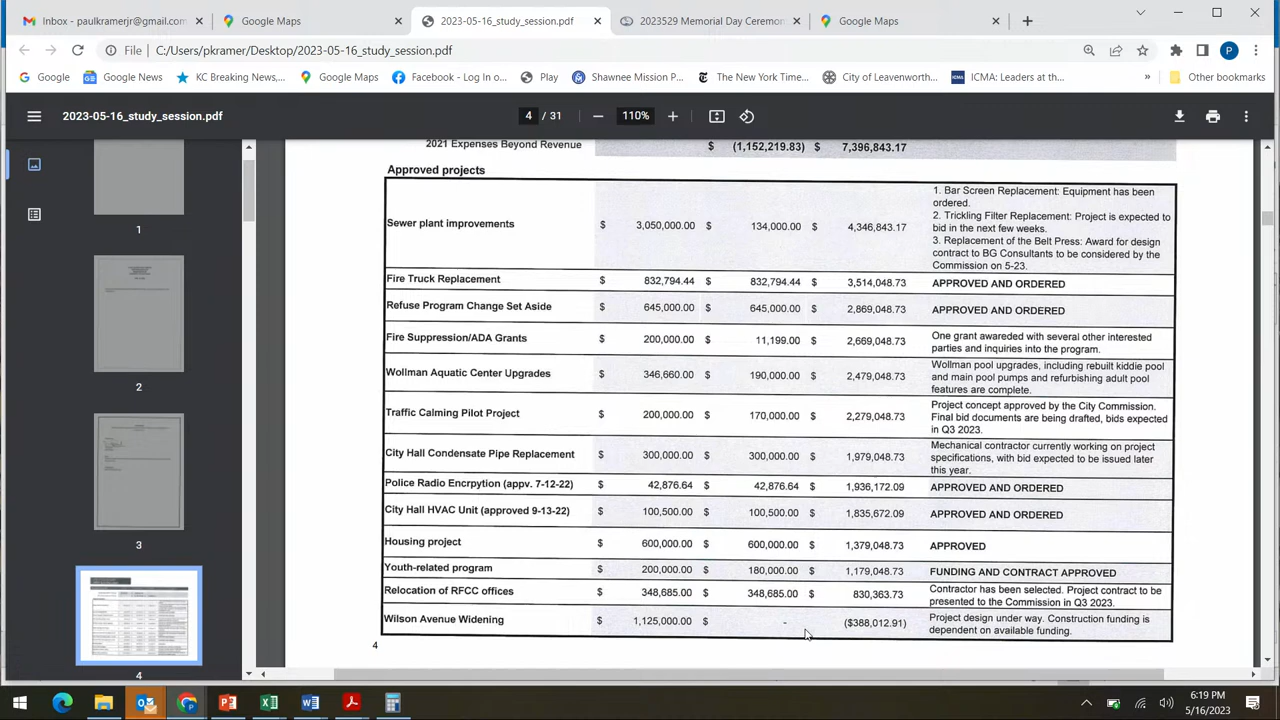 Inbox - paulkramerjr@gmail.com
Google Maps
2023-05-16_study_session.pdf
2023529 Memorial Day Ceremon
Google Maps
File C:/Users/pkramer/Desktop/2023-05-16_study_session.pdf
P
Google
Google News
KC Breaking News,...
Google Maps
Facebook - Log In o...
Play
Shawnee Mission P...
The New York Time...
City of Leavenworth...
ICMA: Leaders at th...
»
Other bookmarks
2023-05-16_study_session.pdf
4 / 31
110%
1
2
3
4
2021 Expenses Beyond Revenue $ (1,152,219.83) $ 7,396,843.17
Approved projects
Sewer plant improvements $ 3,050,000.00 $ 134,000.00 $ 4,346,843.17
1. Bar Screen Replacement: Equipment has been
ordered.
2. Trickling Filter Replacement: Project is expected to
bid in the next few weeks.
3. Replacement of the Belt Press: Award for design
contract to BG Consultants to be considered by the
Commission on 5-23.
Fire Truck Replacement $ 832,794.44 $ 832,794.44 $ 3,514,048.73 APPROVED AND ORDERED
Refuse Program Change Set Aside $ 645,000.00 $ 645,000.00 $ 2,869,048.73 APPROVED AND ORDERED
Fire Suppression/ADA Grants $ 200,000.00 $ 11,199.00 $ 2,669,048.73
One grant awareded with several other interested
parties and inquiries into the program.
Wollman Aquatic Center Upgrades $ 346,660.00 $ 190,000.00 $ 2,479,048.73
Wollman pool upgrades, including rebuilt kiddie pool
and main pool pumps and refurbishing adult pool
features are complete.
Traffic Calming Pilot Project $ 200,000.00 $ 170,000.00 $ 2,279,048.73
Project concept approved by the City Commission.
Final bid documents are being drafted, bids expected
in Q3 2023.
City Hall Condensate Pipe Replacement $ 300,000.00 $ 300,000.00 $ 1,979,048.73
Mechanical contractor currently working on project
specifications, with bid expected to be issued later
this year.
Police Radio Encrpytion (appv. 7-12-22) $ 42,876.64 $ 42,876.64 $ 1,936,172.09 APPROVED AND ORDERED
City Hall HVAC Unit (approved 9-13-22) $ 100,500.00 $ 100,500.00 $ 1,835,672.09 APPROVED AND ORDERED
Housing project $ 600,000.00 $ 600,000.00 $ 1,379,048.73 APPROVED
Youth-related program $ 200,000.00 $ 180,000.00 $ 1,179,048.73 FUNDING AND CONTRACT APPROVED
Relocation of RFCC offices $ 348,685.00 $ 348,685.00 $ 830,363.73
Contractor has been selected. Project contract to be
presented to the Commission in Q3 2023.
Wilson Avenue Widening $ 1,125,000.00 $ - ($388,012.91)
Project design under way. Construction funding is
dependent on available funding.
4
6:19 PM
5/16/2023